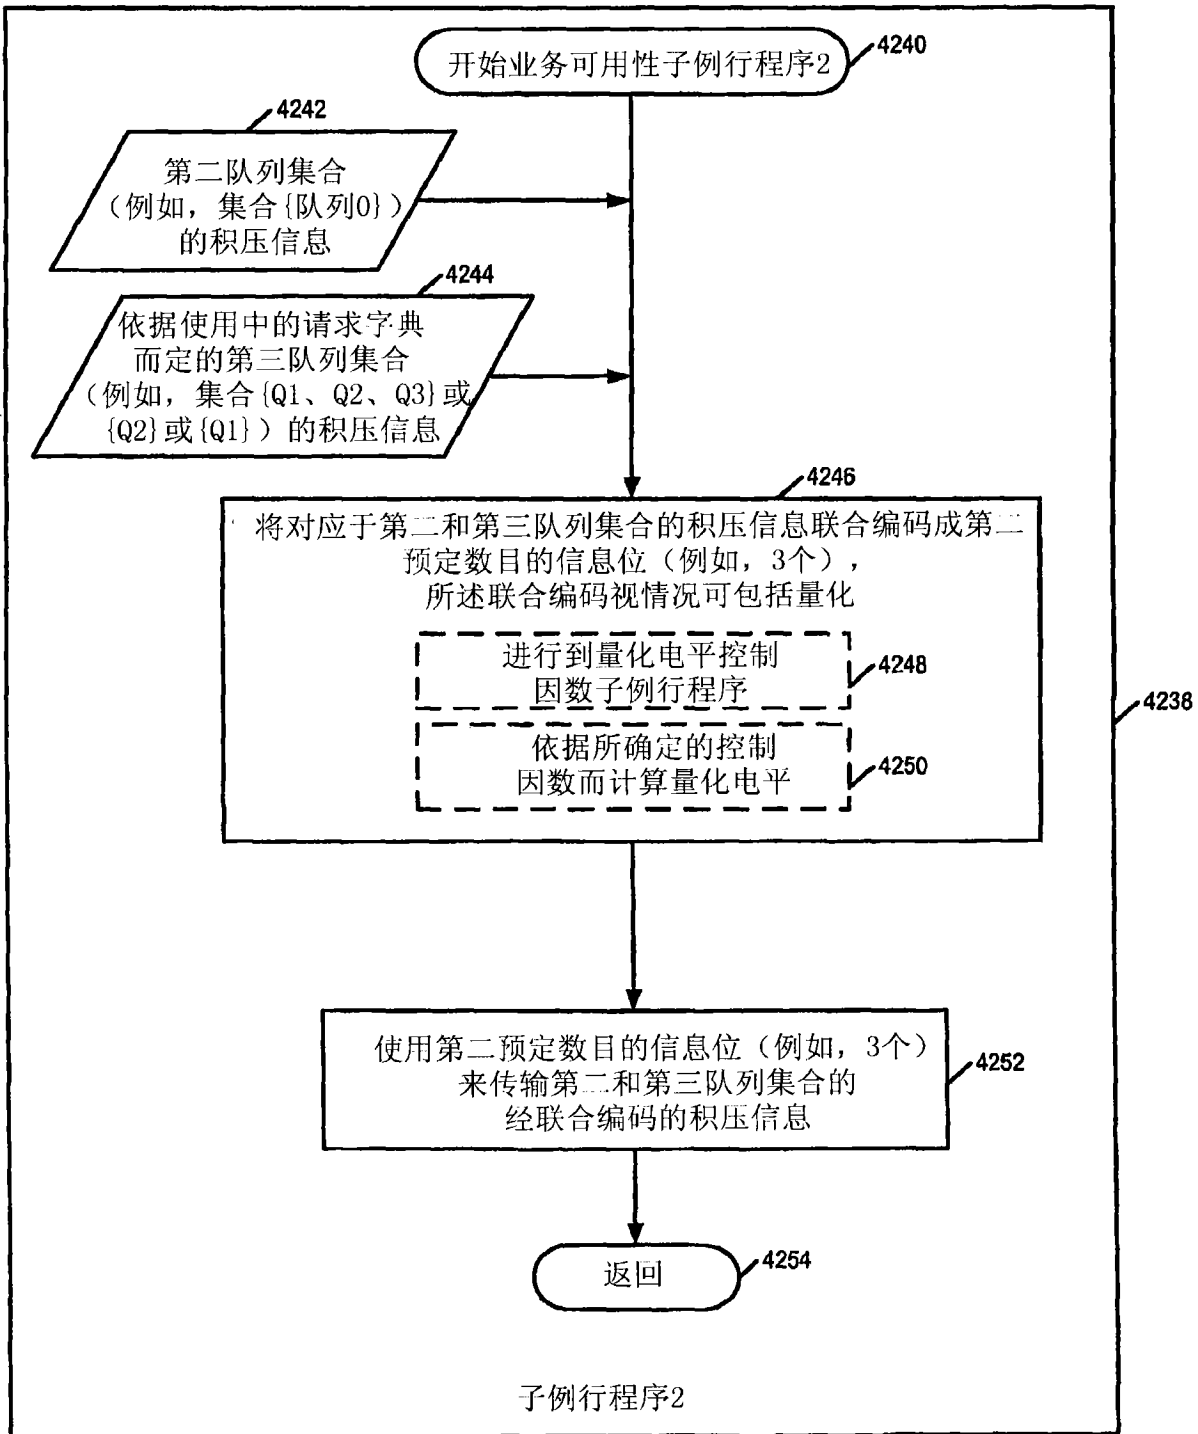 开始业务可用性子例行程序2
4240
4242
第二队列集合
（例如，集合{队列0}）
的积压信息
4244
依据使用中的请求字典
而定的第三队列集合
（例如，集合{Q1、Q2、Q3}或
{Q2}或{Q1}）的积压信息
4246
将对应于第二和第三队列集合的积压信息联合编码成第二
预定数目的信息位（例如，3个），
所述联合编码视情况可包括量化
进行到量化电平控制
因数子例行程序
4248
4238
依据所确定的控制
因数而计算量化电平
4250
使用第二预定数目的信息位（例如，3个）
来传输第二和第三队列集合的
经联合编码的积压信息
4252
返回
4254
子例行程序2